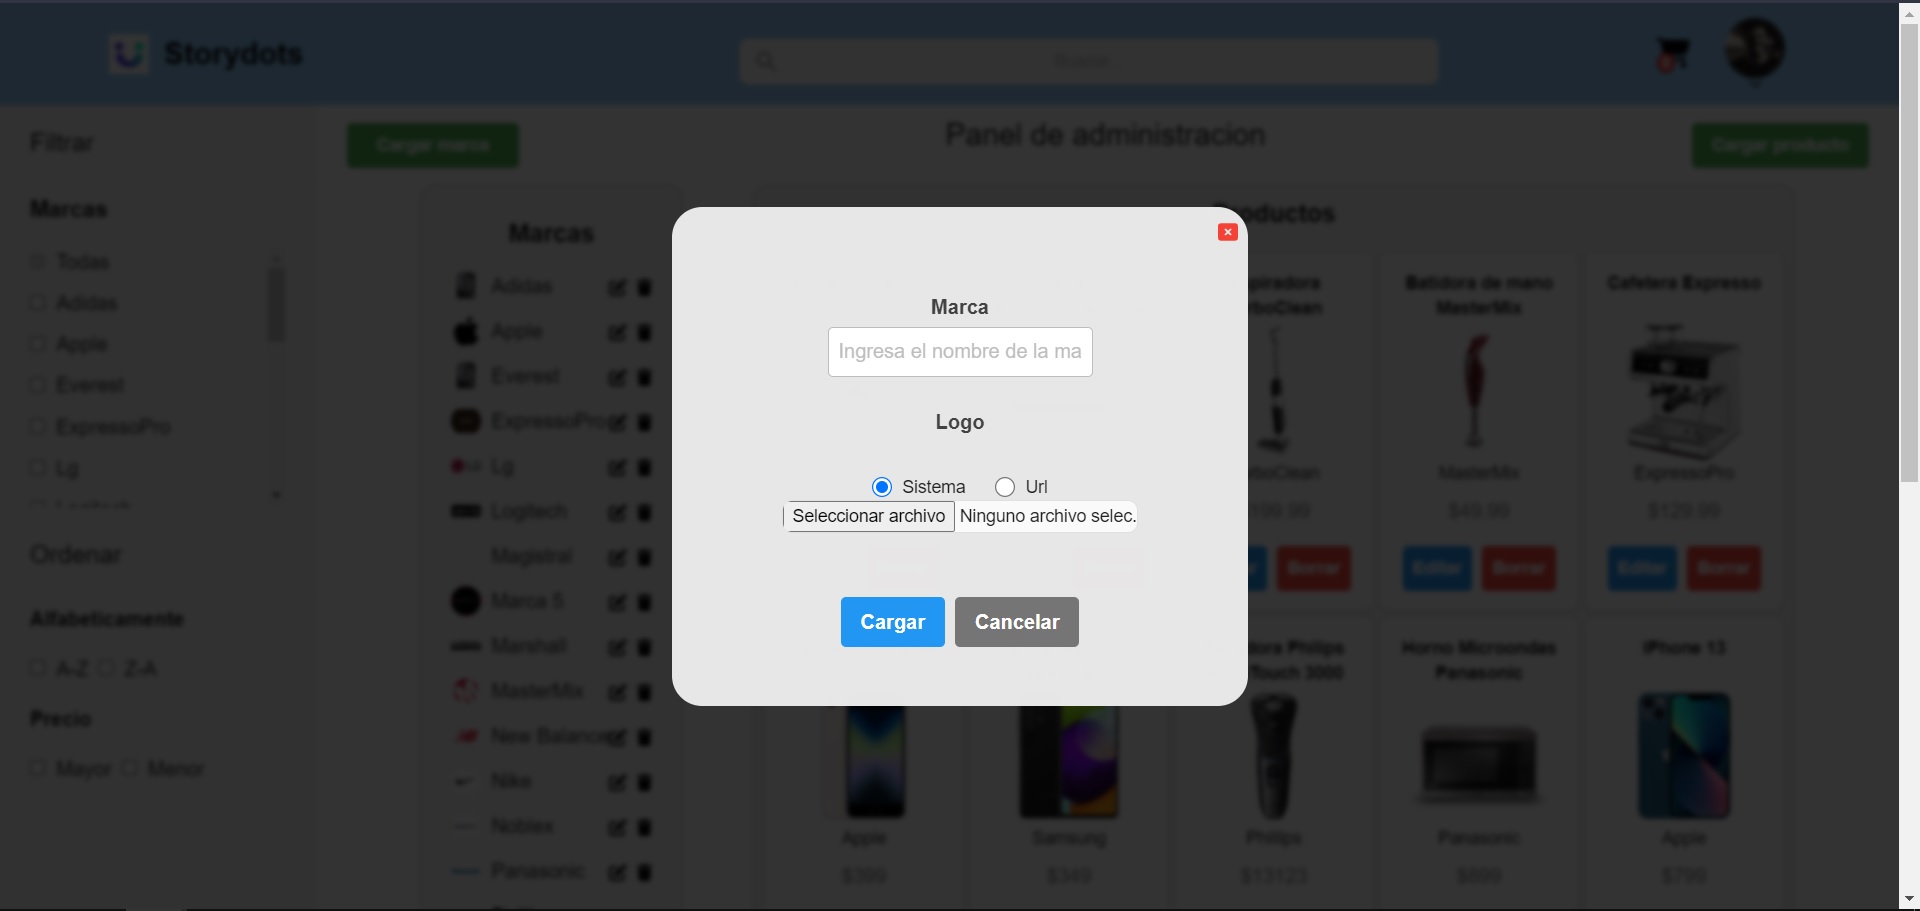 Storydots
Filtrar
Cargar marca
Panel de administracion
Cargar producto
Marcas
Todas
Adidas
Apple
Everest
ExpressoPro
Lg
Ordenar
Alfabeticamente
A-Z
Z-A
Precio
Mayor
Menor
Marcas
Adidas
Apple
Everest
ExpressoPro
Lg
Logitech
Magistral
Marca 5
Marshall
MasterMix
New Balance
Nike
Noblex
Panasonic
Marca
Ingresa el nombre de la ma
Logo
Sistema
Url
Seleccionar archivo
Ninguno archivo selec.
Cargar
Cancelar
Batidora de mano
MasterMix
MasterMix
$49.99
Editar
Borrar
Cafetera Expresso
ExpressoPro
$129.99
Editar
Borrar
Borrar
Apple
$399
Samsung
$349
Touch 3000
Philips
$13123
Horno Microondas
Panasonic
Panasonic
$899
iPhone 13
Apple
$799